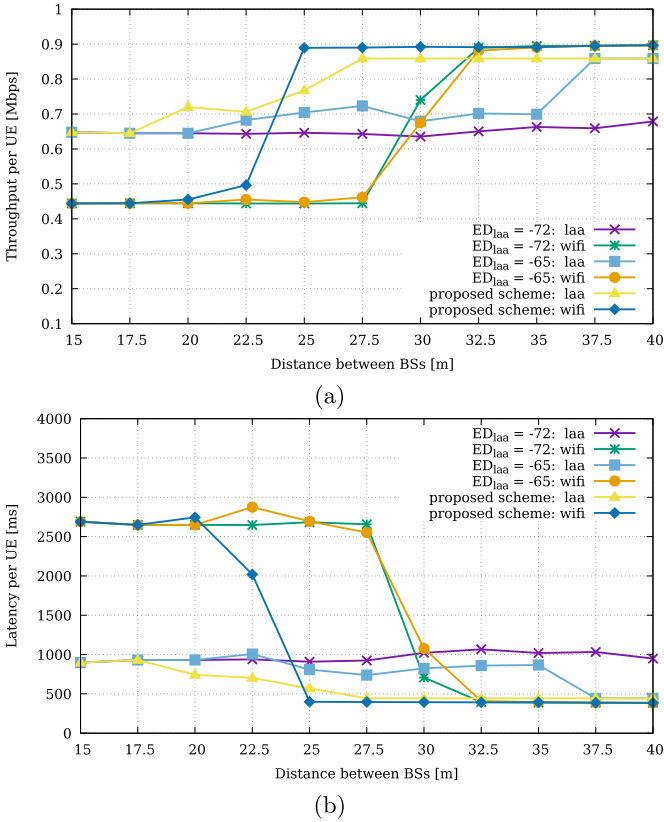 1
0.9
0.8
0.7
0.6
0.5
0.4
0.3
0.2
0.1
Throughput per UE [Mbps]
ED_laa = -72: laa
ED_laa = -72: wifi
ED_laa = -65: laa
ED_laa = -65: wifi
proposed scheme: laa
proposed scheme: wifi
15 17.5 20 22.5 25 27.5 30 32.5 35 37.5 40
Distance between BSs [m]
(a)
4000
3500
3000
2500
2000
1500
1000
500
0
Latency per UE [ms]
ED_laa = -72: laa
ED_laa = -72: wifi
ED_laa = -65: laa
ED_laa = -65: wifi
proposed scheme: laa
proposed scheme: wifi
15 17.5 20 22.5 25 27.5 30 32.5 35 37.5 40
Distance between BSs [m]
(b)